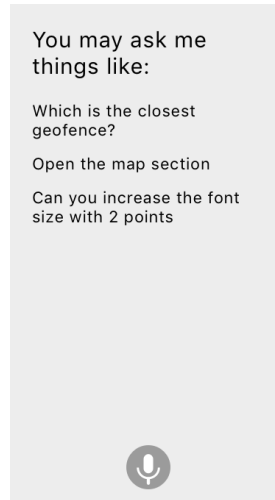 You may ask me
things like:
Which is the closest
geofence?
Open the map section
Can you increase the font
size with 2 points